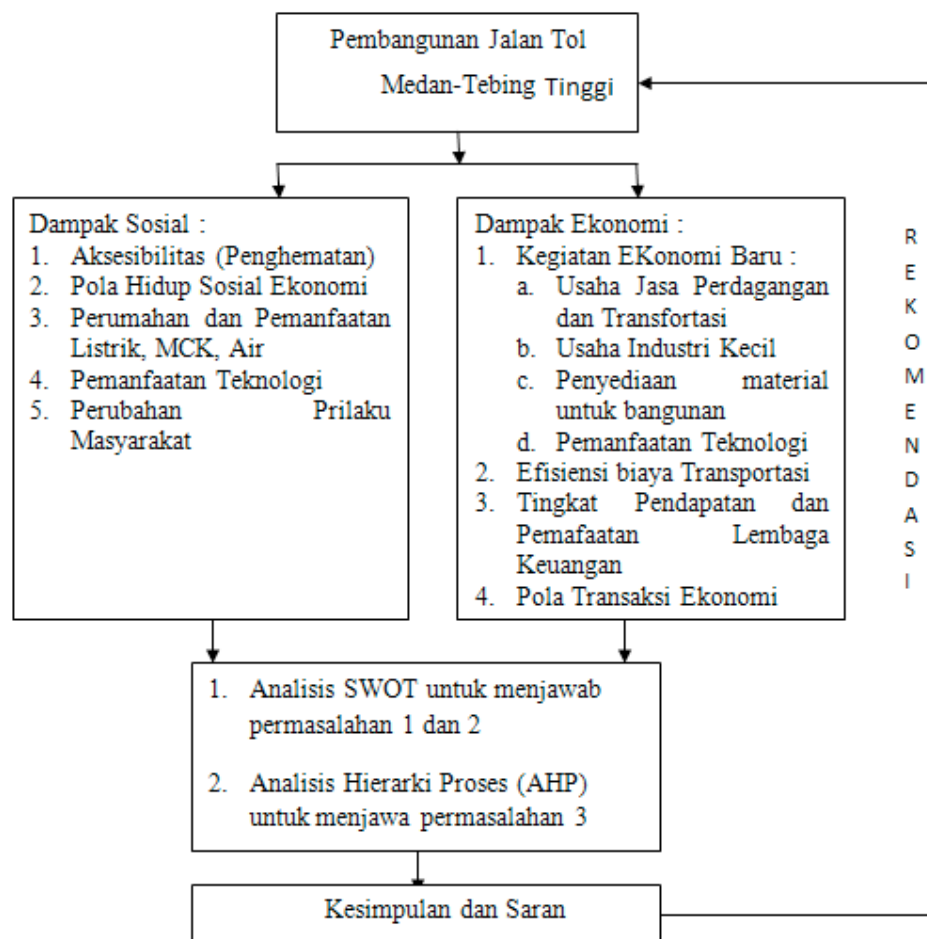 Pembangunan Jalan Tol
Medan-Tebing Tinggi
Dampak Sosial :
1. Aksesibilitas (Penghematan)
2. Pola Hidup Sosial Ekonomi
3. Perumahan dan Pemanfaatan
Listrik, MCK, Air
4. Pemanfaatan Teknologi
5. Perubahan Prilaku
Masyarakat
Dampak Ekonomi :
1. Kegiatan EKonomi Baru :
a. Usaha Jasa Perdagangan
dan Transfortasi
b. Usaha Industri Kecil
c. Penyediaan material
untuk bangunan
d. Pemanfaatan Teknologi
2. Efisiensi biaya Transportasi
3. Tingkat Pendapatan dan
Pemafaatan Lembaga
Keuangan
4. Pola Transaksi Ekonomi
R
E
K
O
M
E
N
D
A
S
I
1. Analisis SWOT untuk menjawab
permasalahan 1 dan 2
2. Analisis Hierarki Proses (AHP)
untuk menjawa permasalahan 3
Kesimpulan dan Saran